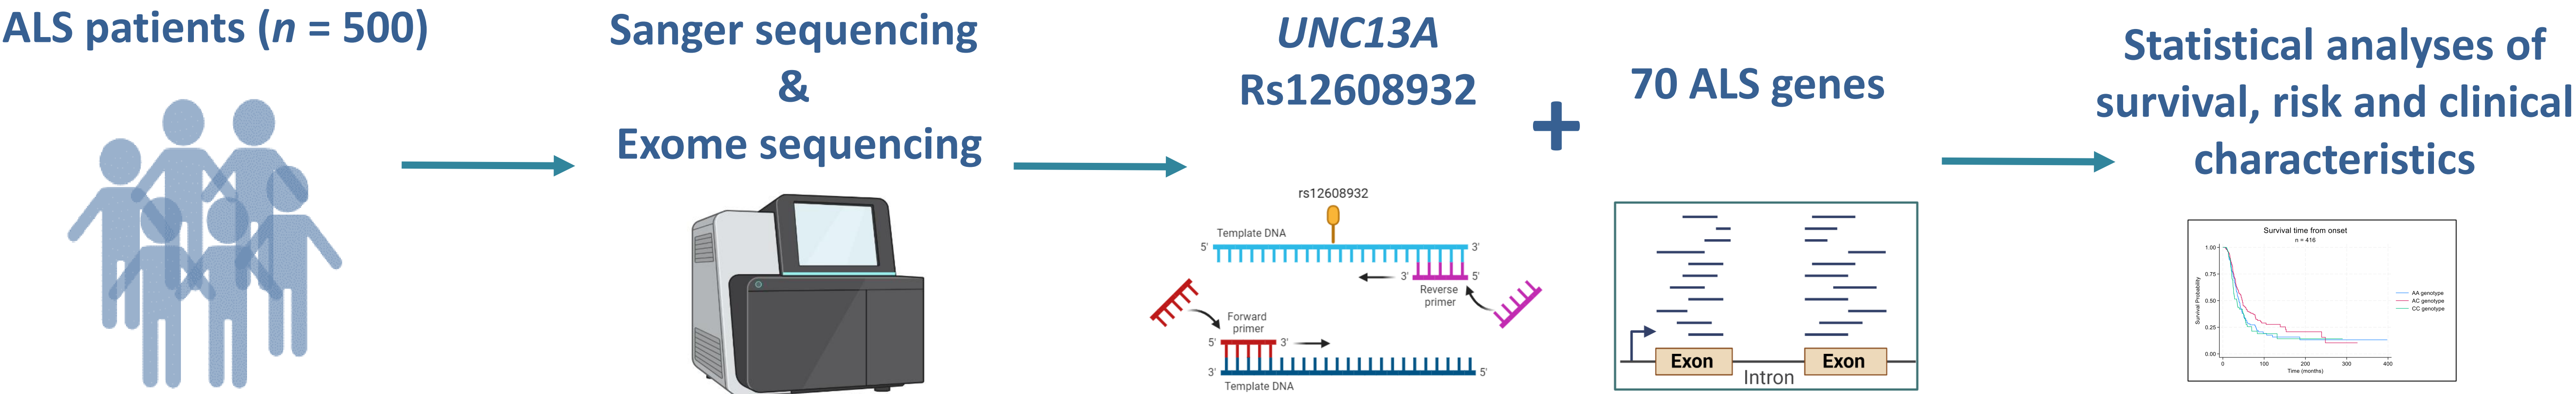 ALS patients (n = 500)
Sanger sequencing
&
Exome sequencing
UNC13A
Rs12608932
rs12608932
Template DNA
5'
3'
3'
5'
Reverse
primer
Forward
primer
5'
3'
3'
5'
Template DNA
+
70 ALS genes
Exon
Exon
Intron
Statistical analyses of
survival, risk and clinical
characteristics
Survival time from onset
n = 416
Survival Probability
1.00
0.75
0.50
0.25
0.00
0
100
200
300
400
Time (months)
AA genotype
AC genotype
CC genotype